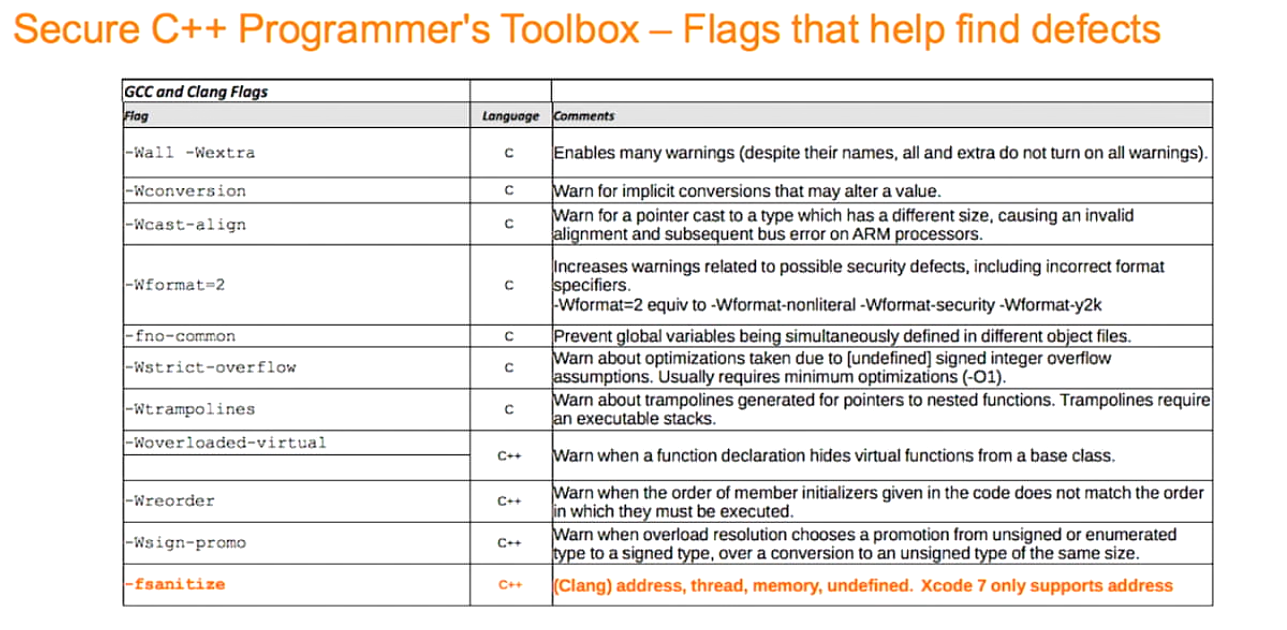 Secure C++ Programmer's Toolbox – Flags that help find defects
GCC and Clang Flags
Flag Language Comments
-Wall -Wextra C Enables many warnings (despite their names, all and extra do not turn on all warnings).
-Wconversion C Warn for implicit conversions that may alter a value.
-Wcast-align C Warn for a pointer cast to a type which has a different size, causing an invalid
alignment and subsequent bus error on ARM processors.
-Wformat=2 C Increases warnings related to possible security defects, including incorrect format
specifiers.
-Wformat=2 equiv to -Wformat-nonliteral -Wformat-security -Wformat-y2k
-fno-common C Prevent global variables being simultaneously defined in different object files.
-Wstrict-overflow C Warn about optimizations taken due to [undefined] signed integer overflow
assumptions. Usually requires minimum optimizations (-O1).
-Wtrampolines C Warn about trampolines generated for pointers to nested functions. Trampolines require
an executable stacks.
-Woverloaded-virtual C++ Warn when a function declaration hides virtual functions from a base class.
-Wreorder C++ Warn when the order of member initializers given in the code does not match the order
in which they must be executed.
-Wsign-promo C++ Warn when overload resolution chooses a promotion from unsigned or enumerated
type to a signed type, over a conversion to an unsigned type of the same size.
-fsanitize C++ (Clang) address, thread, memory, undefined. Xcode 7 only supports address